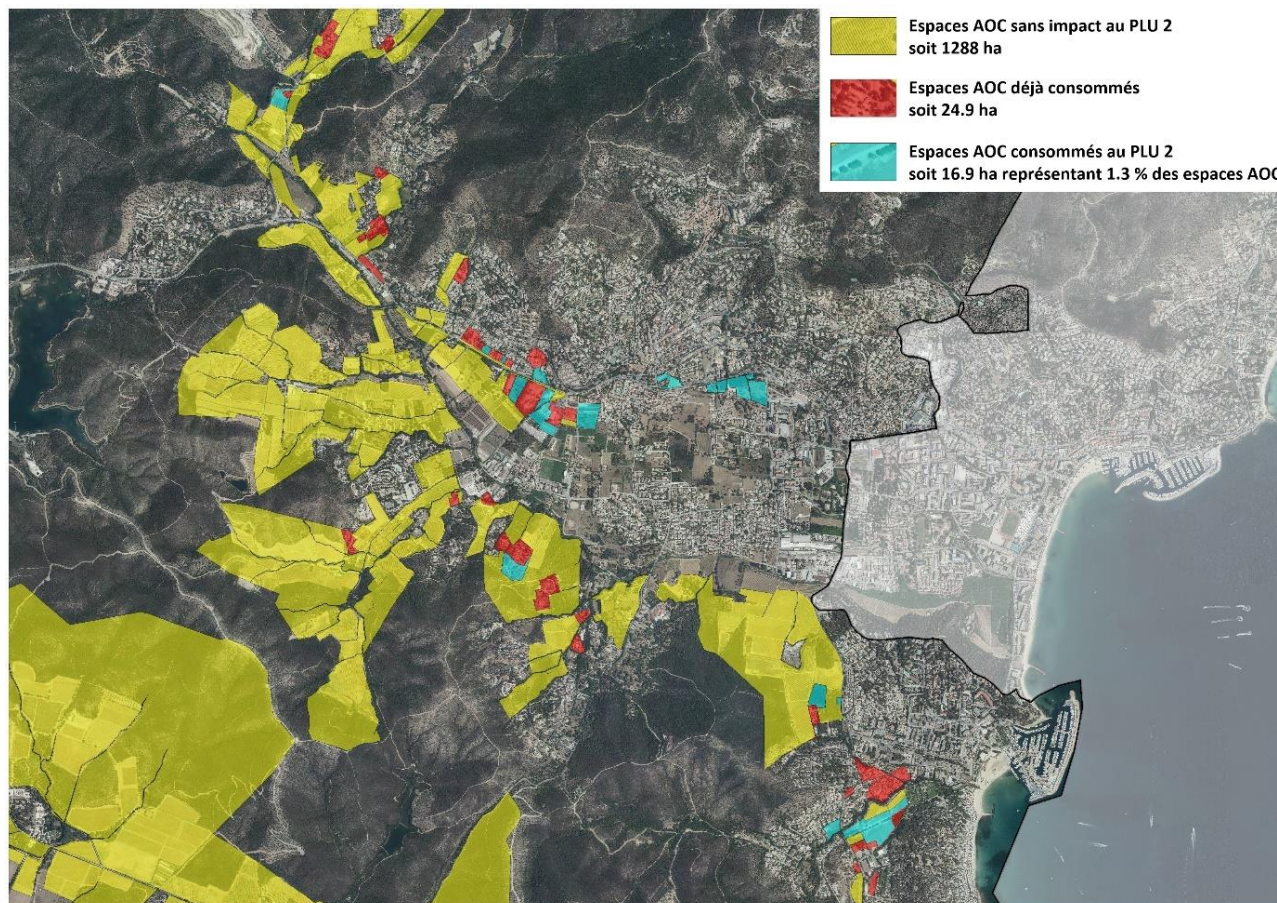 Espaces AOC sans impact au PLU 2
soit 1288 ha
Espaces AOC déjà consommés
soit 24.9 ha
Espaces AOC consommés au PLU 2
soit 16.9 ha représentant 1.3 % des espaces AOC